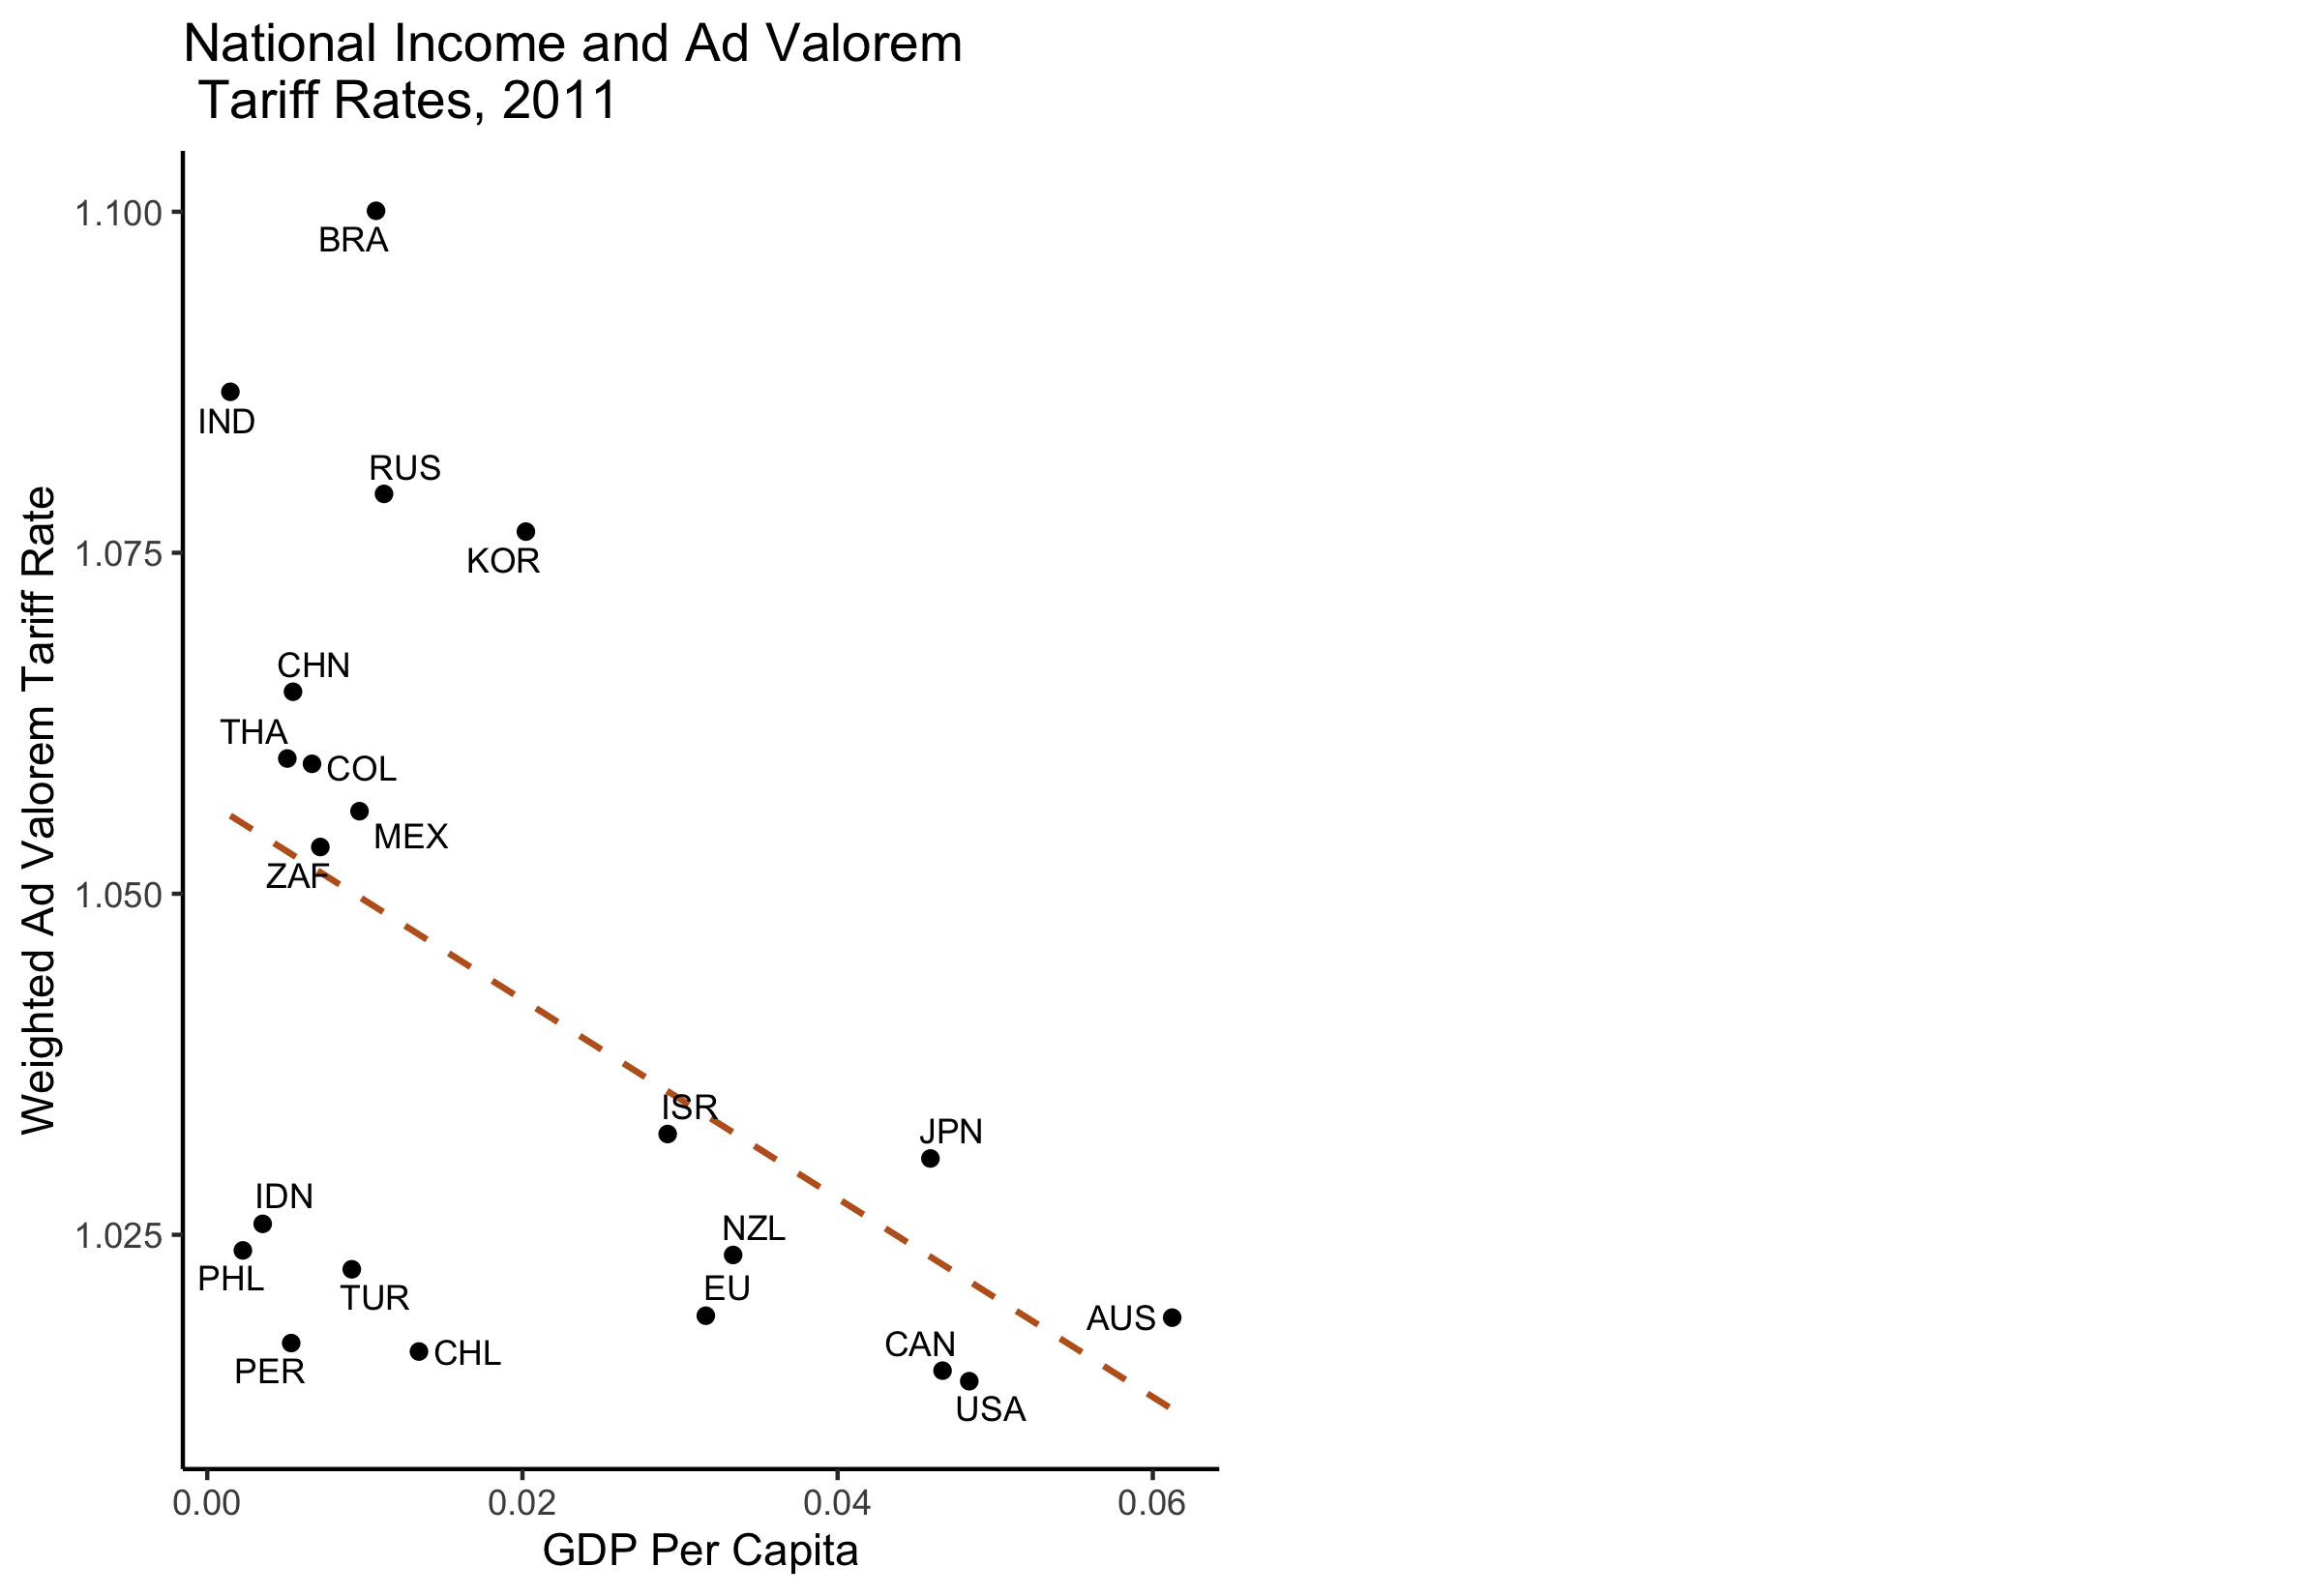 National Income and Ad Valorem
Tariff Rates, 2011
Weighted Ad Valorem Tariff Rate
1.100
1.075
1.050
1.025
BRA
IND
RUS
KOR
CHN
THA
COL
MEX
ZAF
ISR
JPN
IDN
NZL
PHL
EU
TUR
AUS
CAN
CHL
PER
USA
0.00 0.02 0.04 0.06
GDP Per Capita